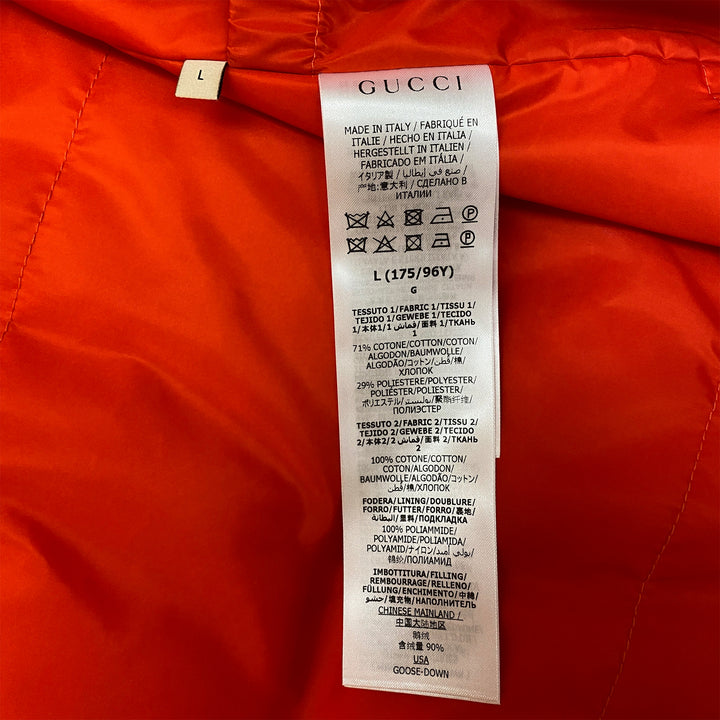 L
GUCCI
MADE IN ITALY / FABRIQUÉ EN
ITALIE / HECHO EN ITALIA /
HERGESTELLT IN ITALIEN /
FABRICADO EM ITÁLIA /
イタリア製 / صنع في إيطاليا /
产地:意大利 / СДЕЛАНО В
ИТАЛИИ
L (175/96Y)
G
TESSUTO 1/FABRIC 1/TISSU 1/
TEJIDO 1/GEWEBE 1/TECIDO
1/本体1/1 قماش/面料 1/ТКАНЬ
1
71% COTONE/COTTON/COTON/
ALGODON/BAUMWOLLE/
ALGODÃO/コットン/قطن/棉/
ХЛОПОК
29% POLIESTERE/POLYESTER/
POLIÉSTER/POLIESTER/
ポリエステル/بوليستر/聚酯纤维/
ПОЛИЭСТЕР
TESSUTO 2/FABRIC 2/TISSU 2/
TEJIDO 2/GEWEBE 2/TECIDO
2/本体2/2 قماش/面料 2/ТКАНЬ
2
100% COTONE/COTTON/
COTON/ALGODON/
BAUMWOLLE/ALGODÃO/コットン/
قطن/棉/ХЛОПОК
FODERA/LINING/DOUBLURE/
FORRO/FUTTER/FORRO/裏地/
البطانة/里料/ПОДКЛАДКА
100% POLIAMMIDE/
POLYAMIDE/POLIAMIDA/
POLYAMID/ナイロン/بولي أميد/
锦纶/ПОЛИАМИД
IMBOTTITURA/FILLING/
REMBOURRAGE/RELLENO/
FÜLLUNG/ENCHIMENTO/中綿/
حشو/填充物/НАПОЛНИТЕЛЬ
CHINESE MAINLAND /
中国大陆地区
鹅绒
含绒量 90%
USA
GOOSE-DOWN